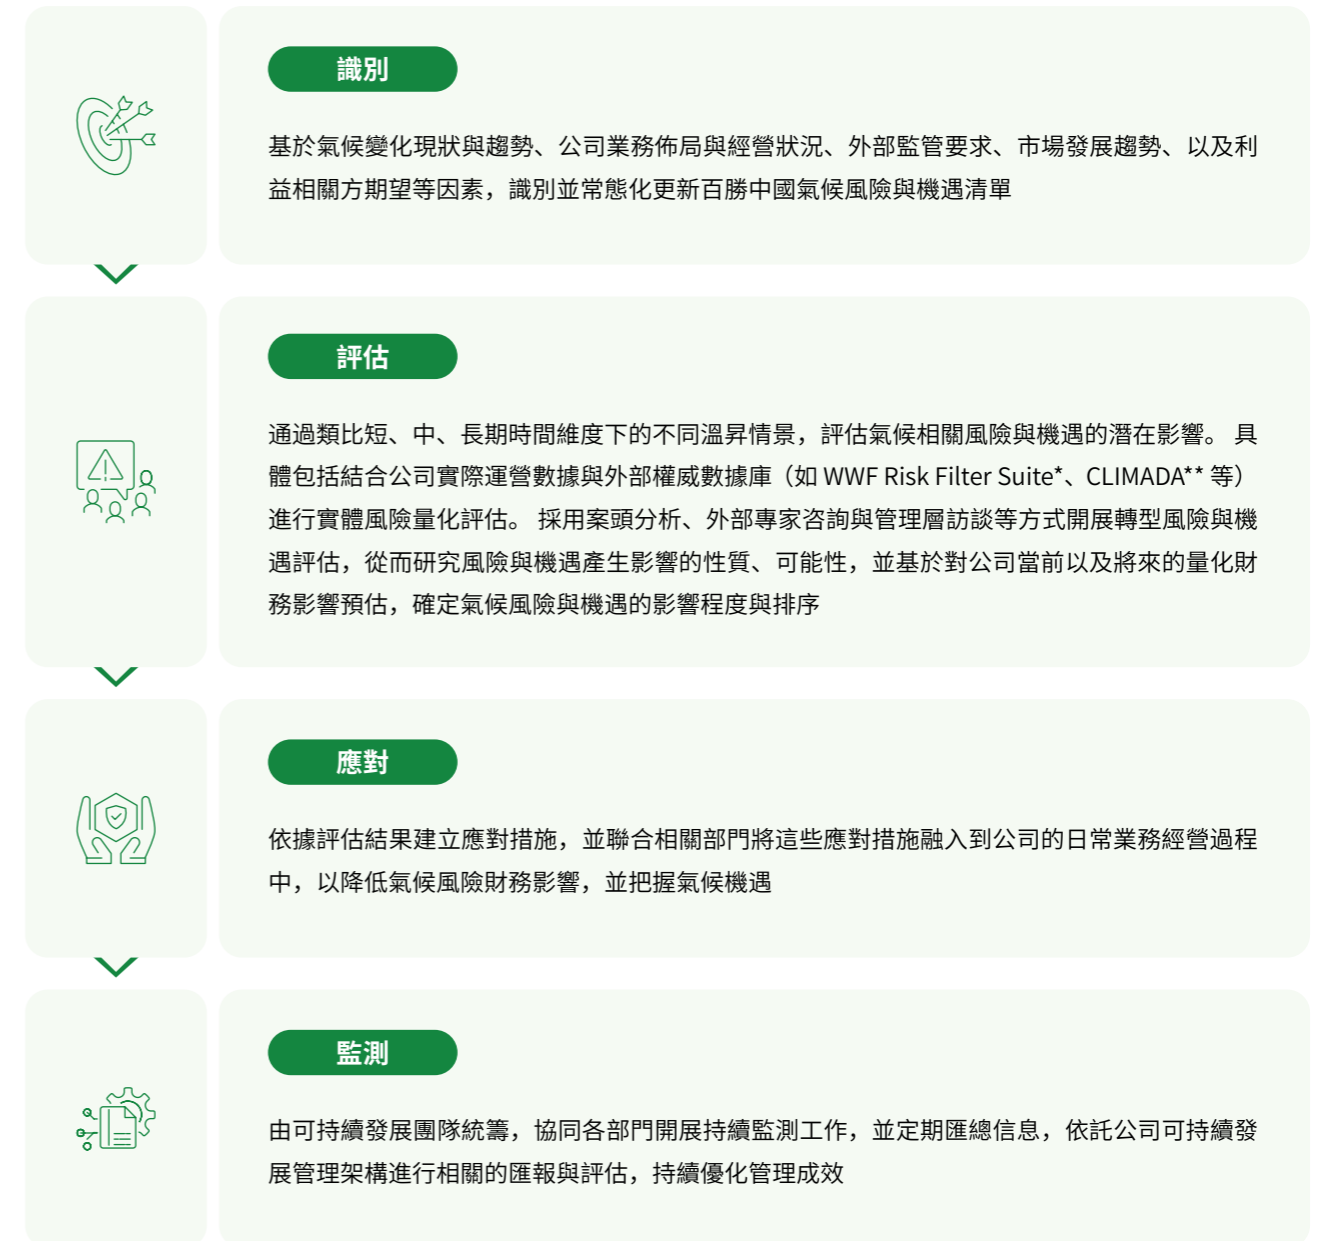 識別
基於氣候變化現狀與趨勢、公司業務佈局與經營狀況、外部監管要求、市場發展趨勢、以及利
益相關方期望等因素，識別並常態化更新百勝中國氣候風險與機遇清單
評估
通過類比短、中、長期時間維度下的不同溫昇情景，評估氣候相關風險與機遇的潛在影響。 具
體包括結合公司實際運營數據與外部權威數據庫（如 WWF Risk Filter Suite*、CLIMADA** 等）
進行實體風險量化評估。 採用案頭分析、外部專家咨詢與管理層訪談等方式開展轉型風險與機
遇評估，從而研究風險與機遇產生影響的性質、可能性，並基於對公司當前以及將來的量化財
務影響預估，確定氣候風險與機遇的影響程度與排序
應對
依據評估結果建立應對措施，並聯合相關部門將這些應對措施融入到公司的日常業務經營過程
中，以降低氣候風險財務影響，並把握氣候機遇
監測
由可持續發展團隊統籌，協同各部門開展持續監測工作，並定期匯總信息，依託公司可持續發
展管理架構進行相關的匯報與評估，持續優化管理成效